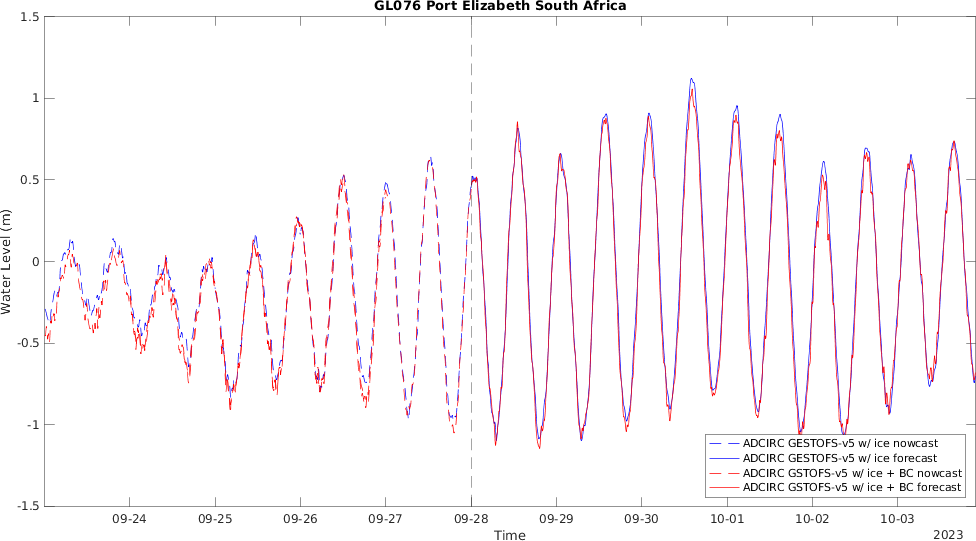 GL076 Port Elizabeth South Africa
1.5
1
0.5
0
-0.5
-1
-1.5
Water Level (m)
ADCIRC GESTOFS-v5 w/ ice nowcast
ADCIRC GESTOFS-v5 w/ ice forecast
ADCIRC GSTOFS-v5 w/ ice + BC nowcast
ADCIRC GSTOFS-v5 w/ ice + BC forecast
09-24 09-25 09-26 09-27 09-28 09-29 09-30 10-01 10-02 10-03
Time
2023